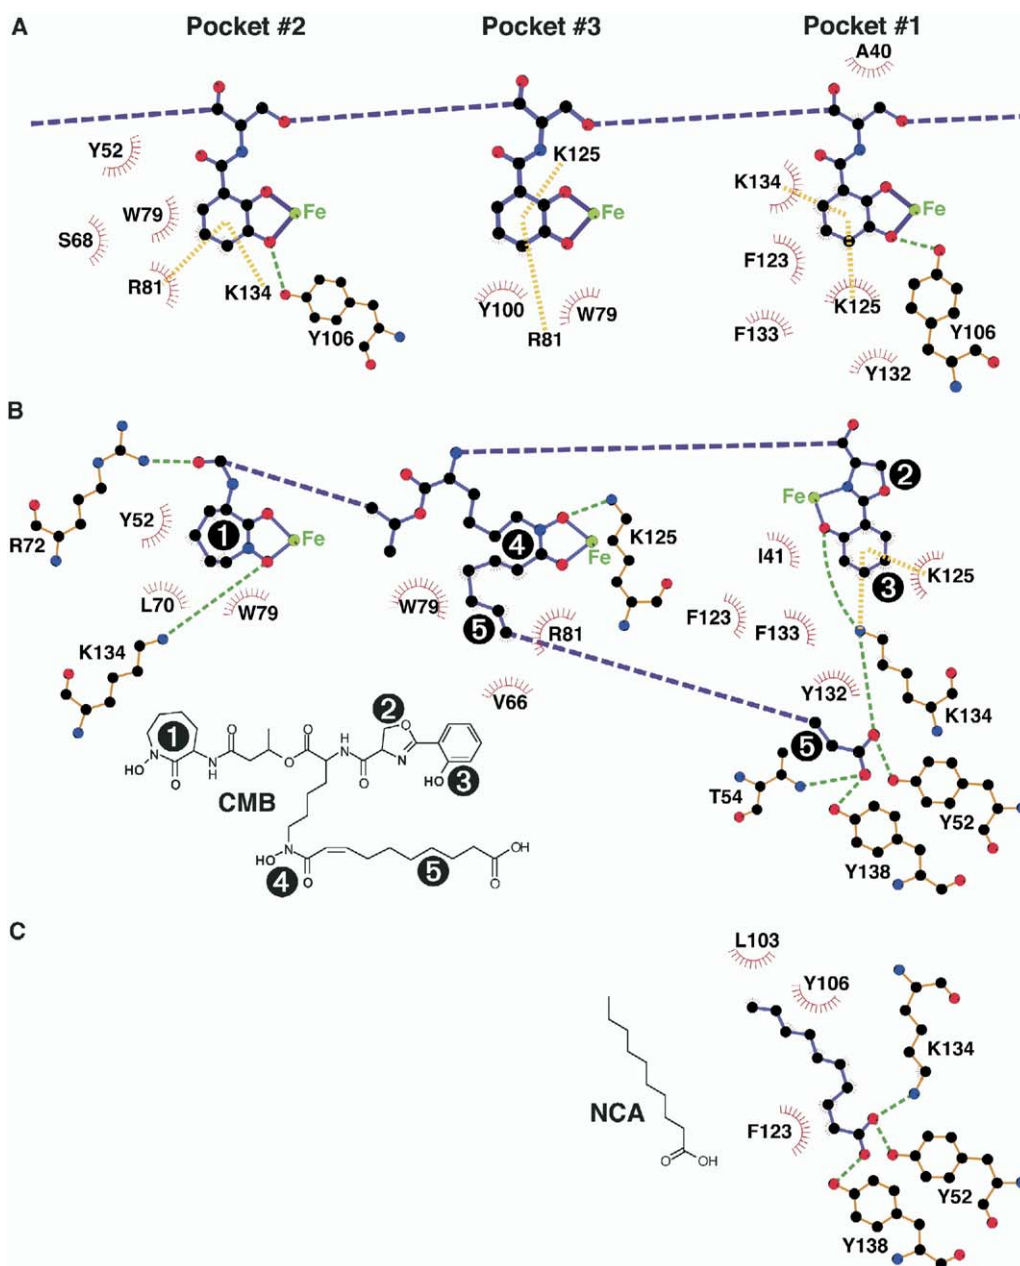 A
Pocket #2
Pocket #3
Pocket #1
A40
Y52
K125
W79
K134
Fe
Fe
Fe
S68
F123
R81
K134
Y100
W79
K125
Y106
R81
F133
Y106
Y132
B
2
Fe
Y52
1
Fe
4
Fe
K125
I41
R72
3
K125
L70
W79
W79
5
R81
F123
F133
K134
V66
Y132
K134
1
2
O
O
O
O
NH
O
5
N
HO
O
N
H
O
O
N
HO
3
T54
CMB
Y52
HO
N
4
O
5
OH
O
Y138
C
L103
Y106
K134
NCA
F123
O
OH
Y52
Y138